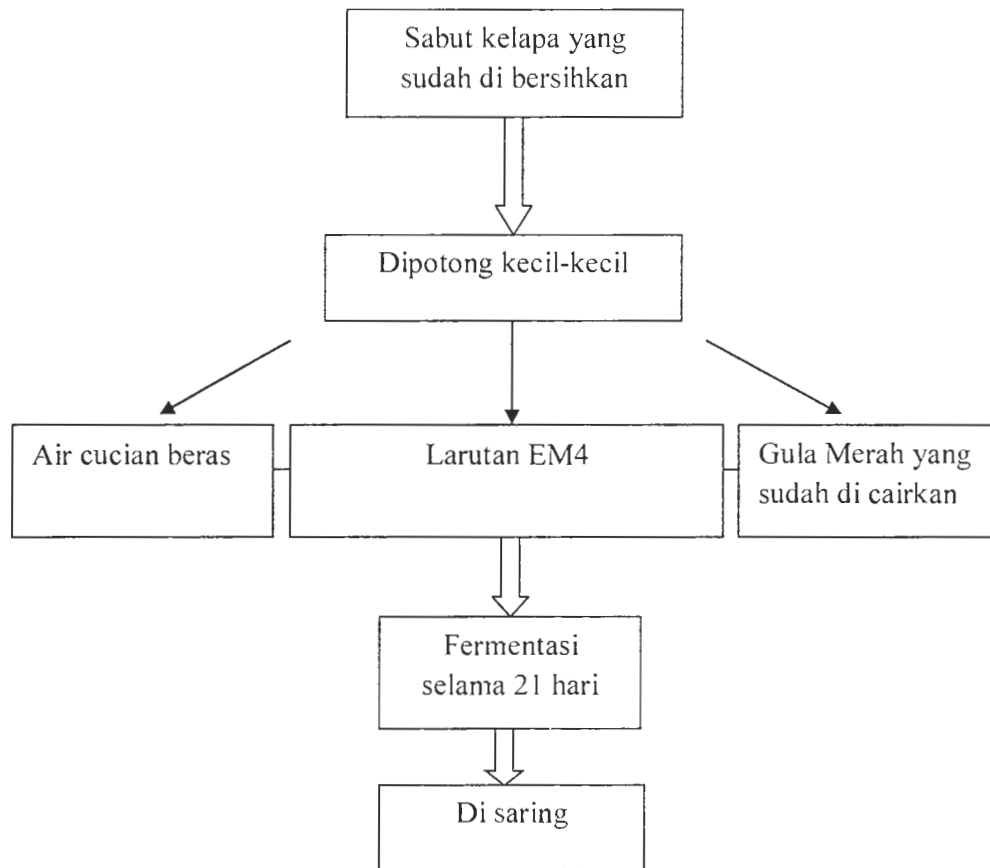 Sabut kelapa yang
sudah di bersihkan
Dipotong kecil-kecil
Air cucian beras
Larutan EM4
Gula Merah yang
sudah di cairkan
Fermentasi
selama 21 hari
Di saring